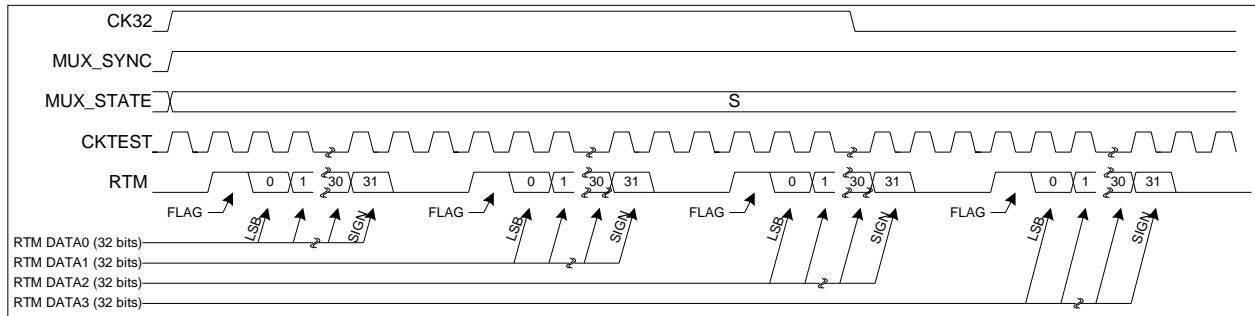 CK32
MUX_SYNC
MUX_STATE S
CKTEST
RTM 0 1 30 31 0 1 30 31 0 1 30 31 0 1 30 31
FLAG FLAG FLAG FLAG
LSB SIGN LSB SIGN LSB SIGN LSB SIGN
RTM DATA0 (32 bits)
RTM DATA1 (32 bits)
RTM DATA2 (32 bits)
RTM DATA3 (32 bits)